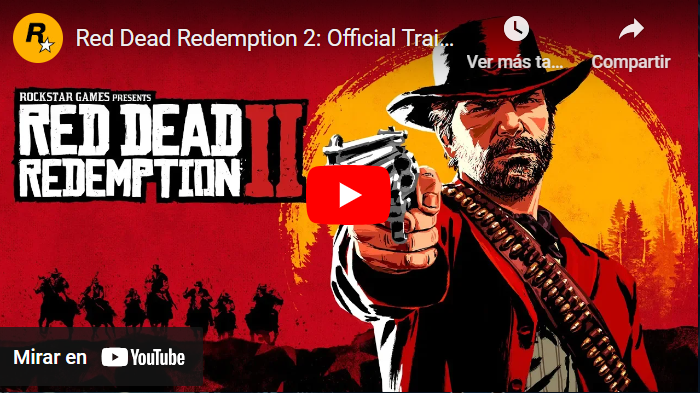 Red Dead Redemption 2: Official Trai...
Ver más ta...
Compartir
ROCKSTAR GAMES PRESENTS
RED DEAD
REDEMPTION II
Mirar en YouTube
R